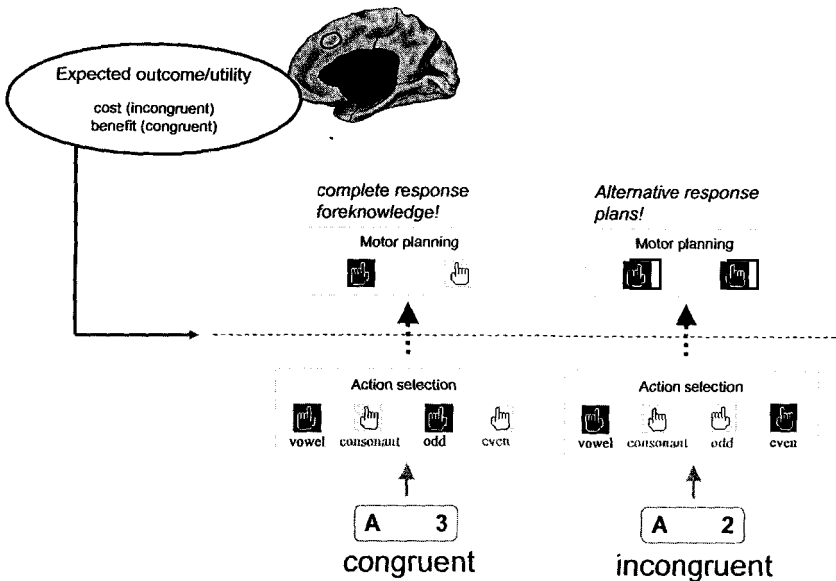 Expected outcome/utility
cost (incongruent)
benefit (congruent)
complete response
foreknowledge!
Motor planning
Alternative response
plans!
Motor planning
Action selection
vowel consonant odd even
Action selection
vowel consonant odd even
A 3
congruent
A 2
incongruent